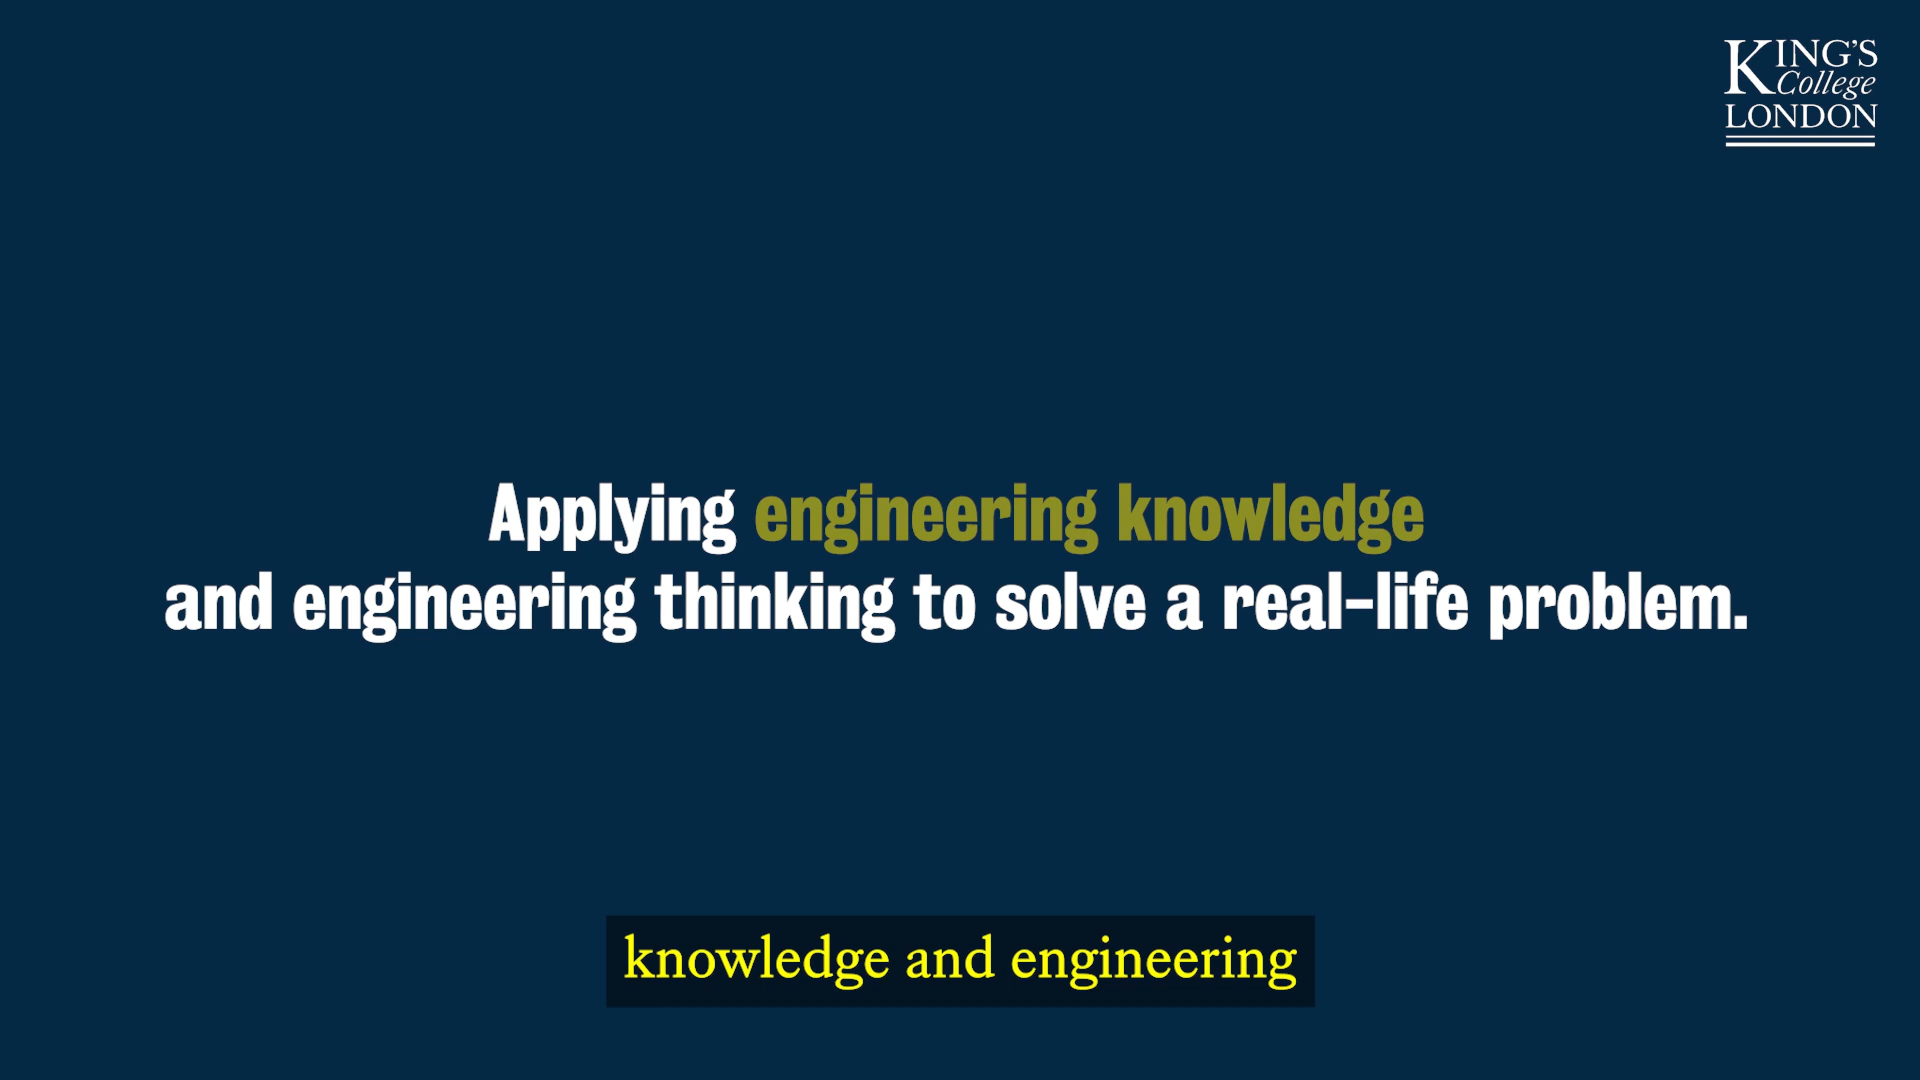 KING'S
College
LONDON
Applying engineering knowledge
and engineering thinking to solve a real-life problem.
knowledge and engineering